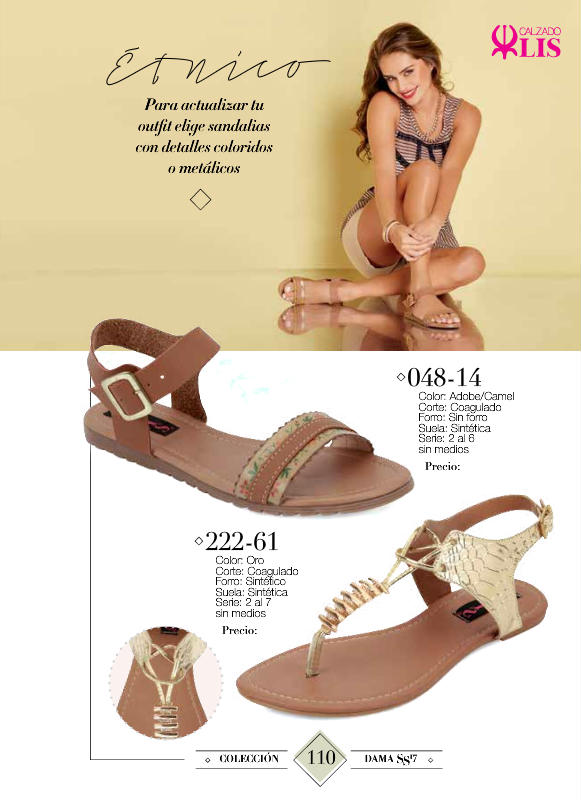 CALZADO
LIS
Étnico
Para actualizar tu
outfit elige sandalias
con detalles coloridos
o metálicos
048-14
Color: Adobe/Camel
Corte: Coagulado
Forro: Sin forro
Suela: Sintética
Serie: 2 al 6
sin medios
Precio:
222-61
Color: Oro
Corte: Coagulado
Forro: Sintético
Suela: Sintética
Serie: 2 al 7
sin medios
Precio:
COLECCIÓN 110 DAMA SS'7